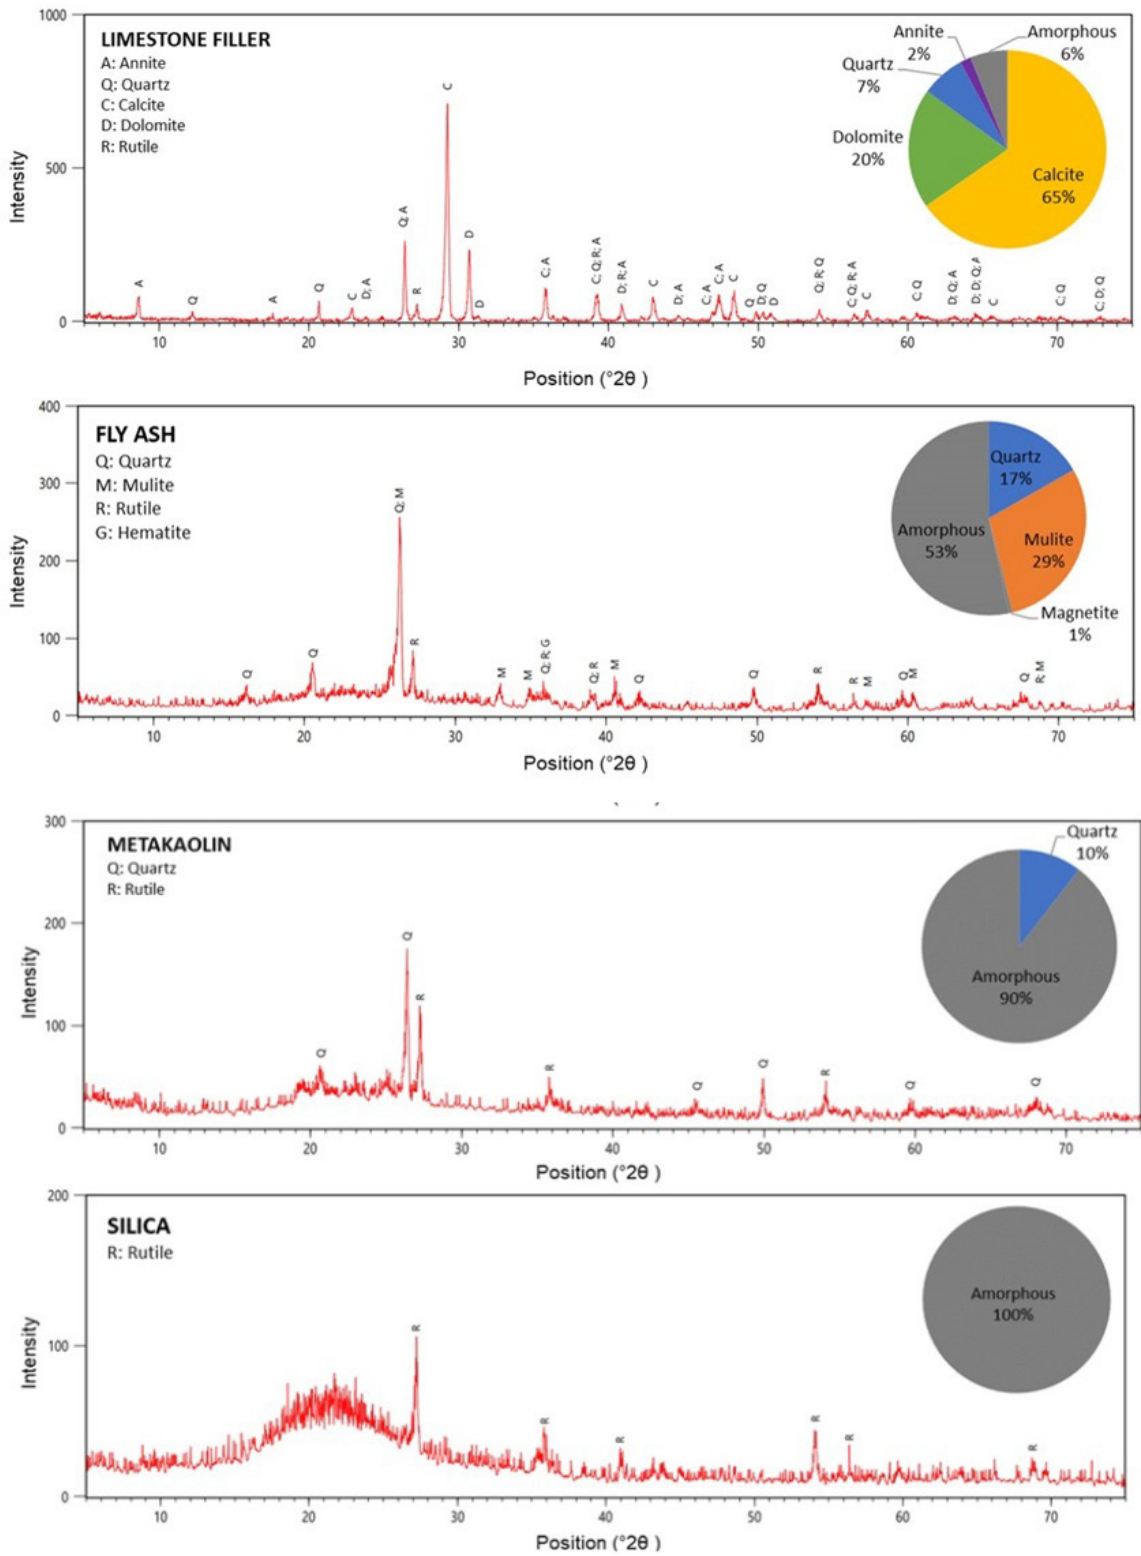 LIMESTONE FILLER
A: Annite
Q: Quartz
C: Calcite
D: Dolomite
R: Rutile
Annite
2%
Amorphous
6%
Quartz
7%
Dolomite
20%
Calcite
65%
1000
500
0
Intensity
A
Q
A
Q
C
D; A
Q; A
R
C
D
D
C; A
C; Q; R; A
D; R; A
C
D; A
C; A
C; A
C
Q
D; Q
D
Q; R; Q
C; Q; R; A
C
C; Q
D; Q; A
D; D; Q; A
C
C; Q
C; D; Q
10 20 30 40 50 60 70
Position (°2θ )
FLY ASH
Q: Quartz
M: Mulite
R: Rutile
G: Hematite
Quartz
17%
Mulite
29%
Magnetite
1%
Amorphous
53%
400
300
200
100
0
Intensity
Q
Q
Q; M
R
M
M
Q; R; G
Q; R
M
Q
Q
R
R
M
Q
M
Q
R; M
10 20 30 40 50 60 70
Position (°2θ )
METAKAOLIN
Q: Quartz
R: Rutile
Quartz
10%
Amorphous
90%
300
200
100
0
Intensity
Q
Q
R
R
Q
Q
R
Q
Q
10 20 30 40 50 60 70
Position (°2θ )
SILICA
R: Rutile
Amorphous
100%
200
100
0
Intensity
R
R
R
R
R
R
10 20 30 40 50 60 70
Position (°2θ )